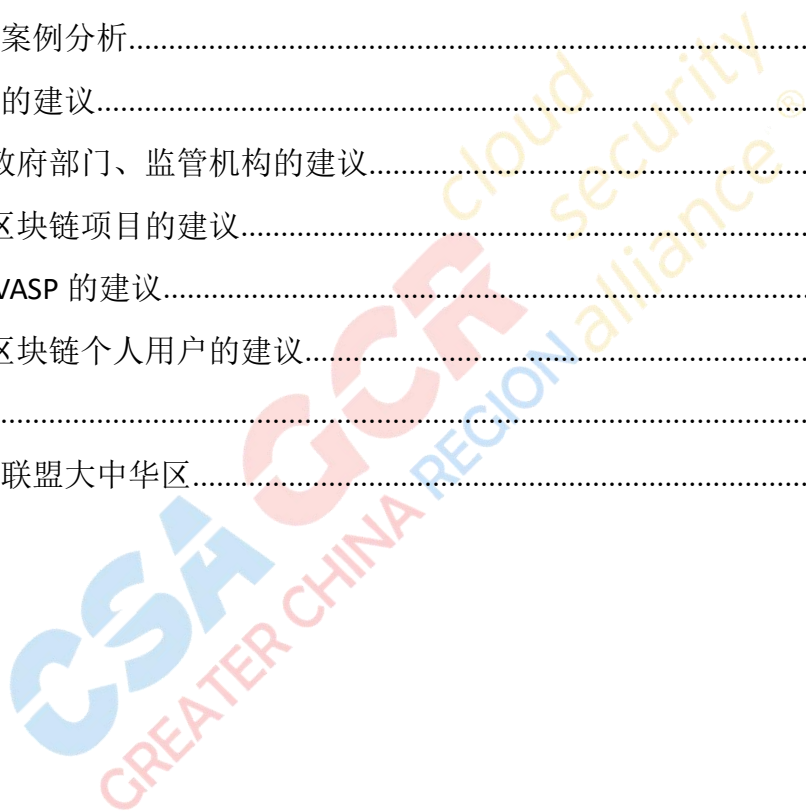 案例分析................................................................................
的建议....................................................................................
政府部门、监管机构的建议..................................................
区块链项目的建议..................................................................
VASP 的建议............................................................................
区块链个人用户的建议..........................................................
................................................................................................
联盟大中华区........................................................................
cloud security alliance ®
CSA GCR
GREATER CHINA REGION